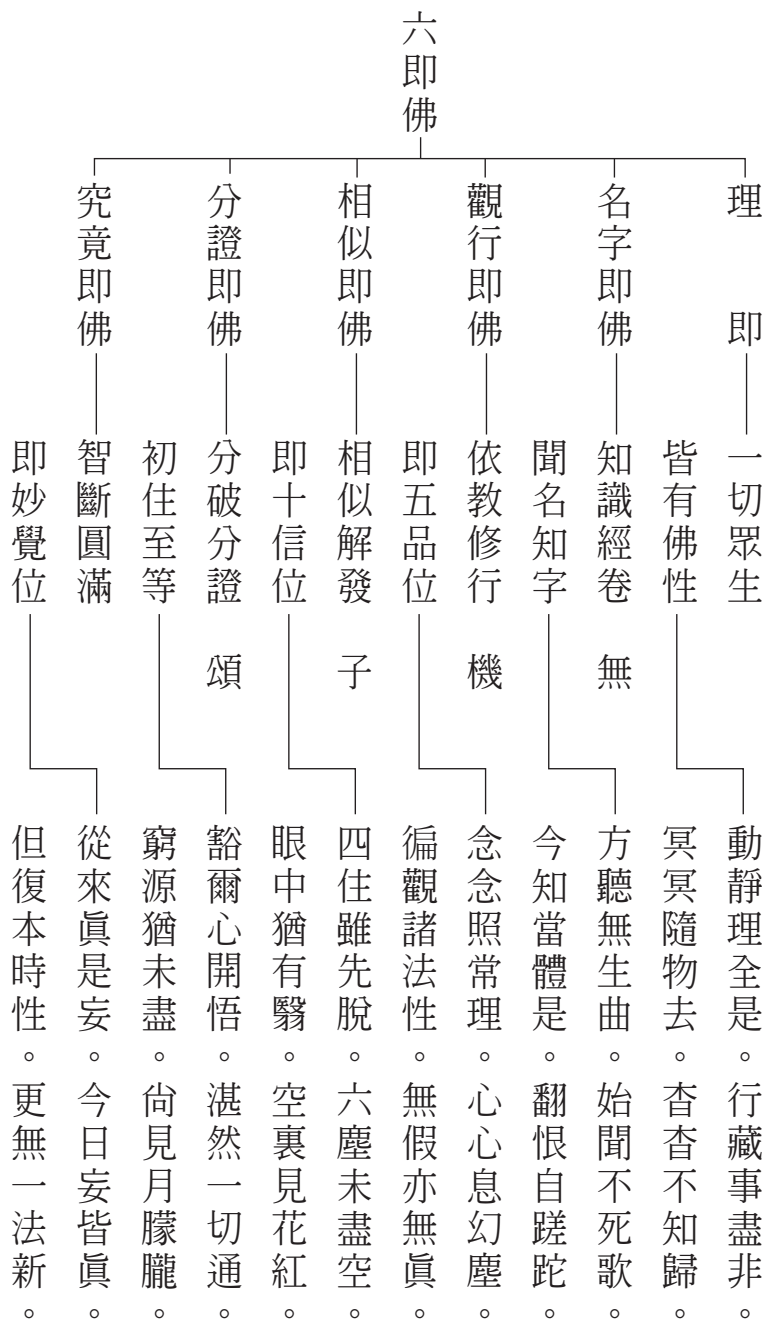 六即佛
理即
一切眾生
皆有佛性
動靜理全是。行藏事盡非。
冥冥隨物去。杳杳不知歸。
名字即佛
知識經卷
聞名知字
方聽無生曲。始聞不死歌。
今知當體是。翻恨自蹉跎。
觀行即佛
依教修行
即五品位
念念照常理。心心息幻塵。
徧觀諸法性。無假亦無眞。
相似即佛
相似解發
即十信位
四住雖先脫。六塵未盡空。
眼中猶有翳。空裏見花紅。
分證即佛
分破分證
初住至等
豁爾心開悟。湛然一切通。
窮源猶未盡。尙見月朦朧。
究竟即佛
智斷圓滿
即妙覺位
從來眞是妄。今日妄皆眞。
但復本時性。更無一法新。
無機子頌